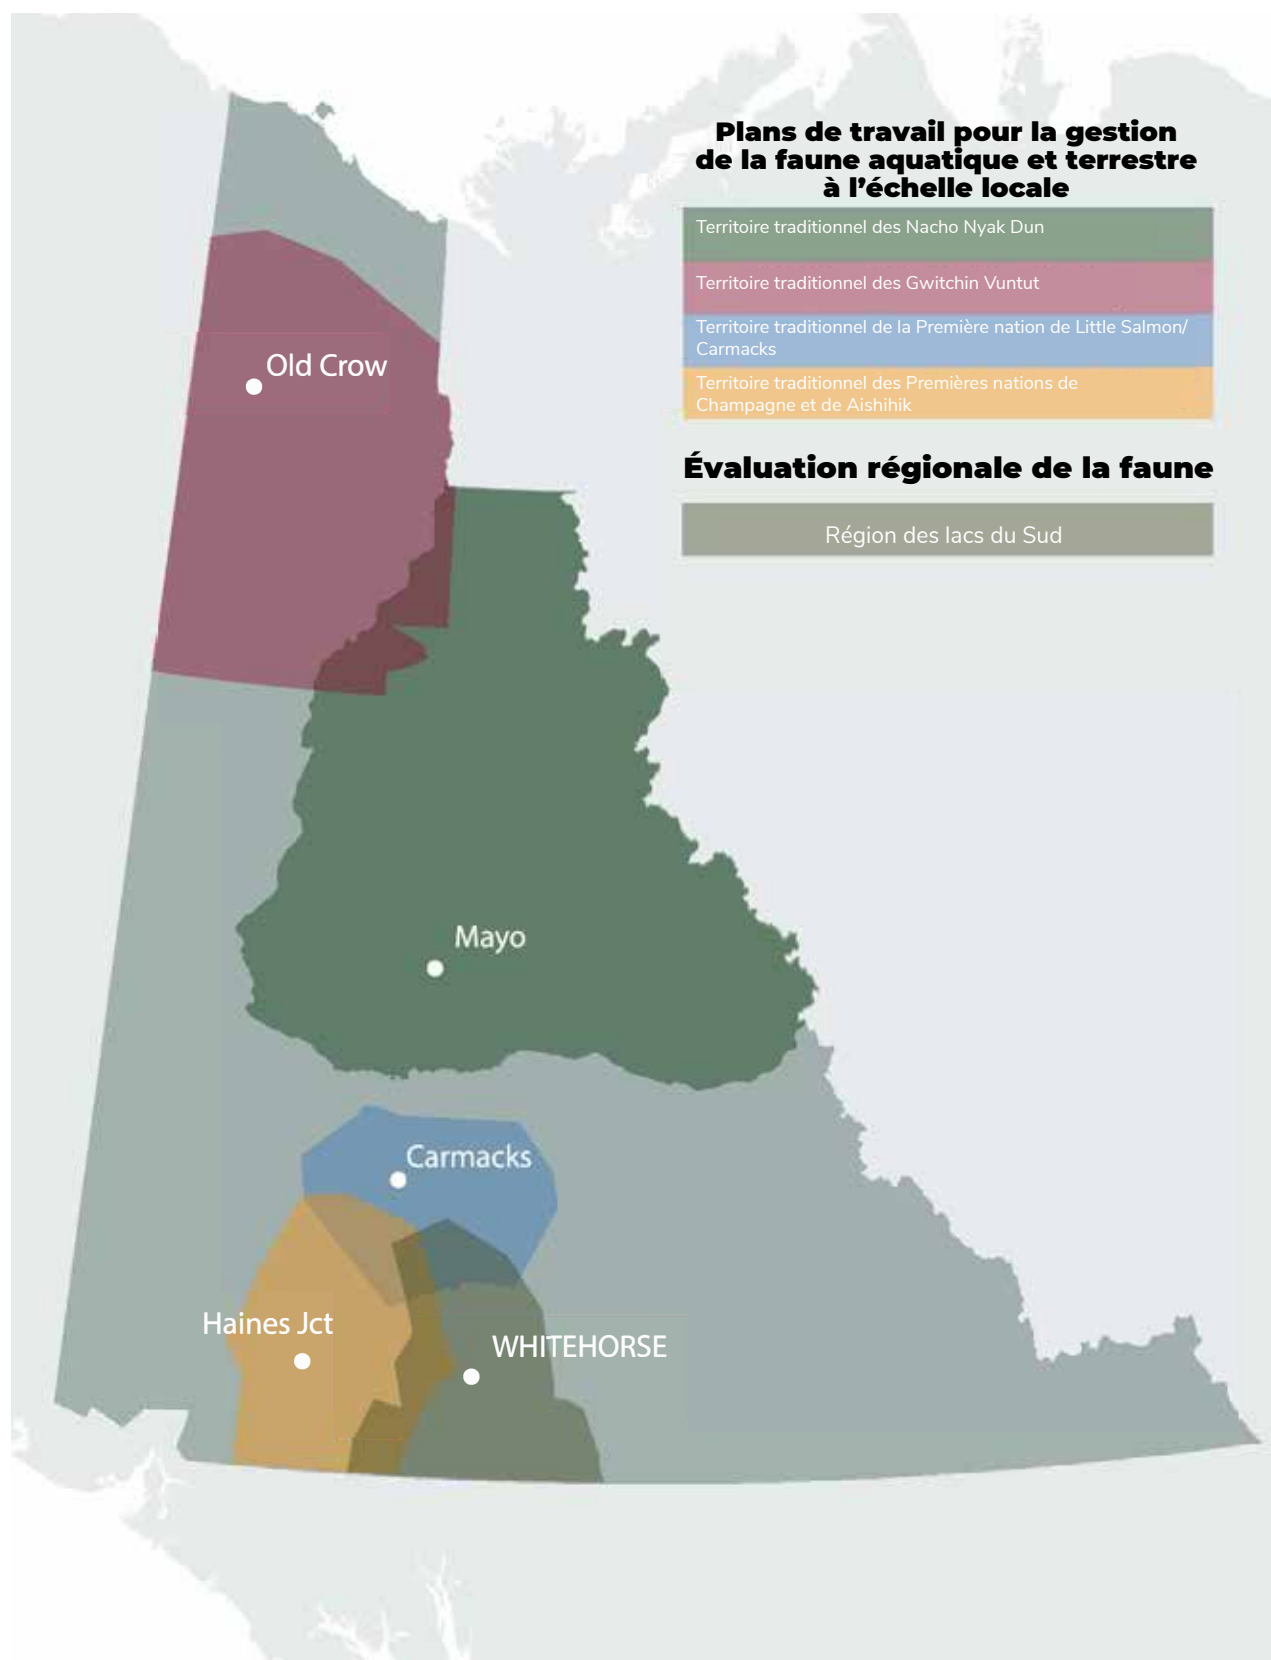 Plans de travail pour la gestion
de la faune aquatique et terrestre
à l’échelle locale
Territoire traditionnel des Nacho Nyak Dun
Territoire traditionnel des Gwitchin Vuntut
Territoire traditionnel de la Première nation de Little Salmon/
Carmacks
Territoire traditionnel des Premières nations de
Champagne et de Aishihik
Évaluation régionale de la faune
Région des lacs du Sud
Old Crow
Mayo
Carmacks
Haines Jct
WHITEHORSE